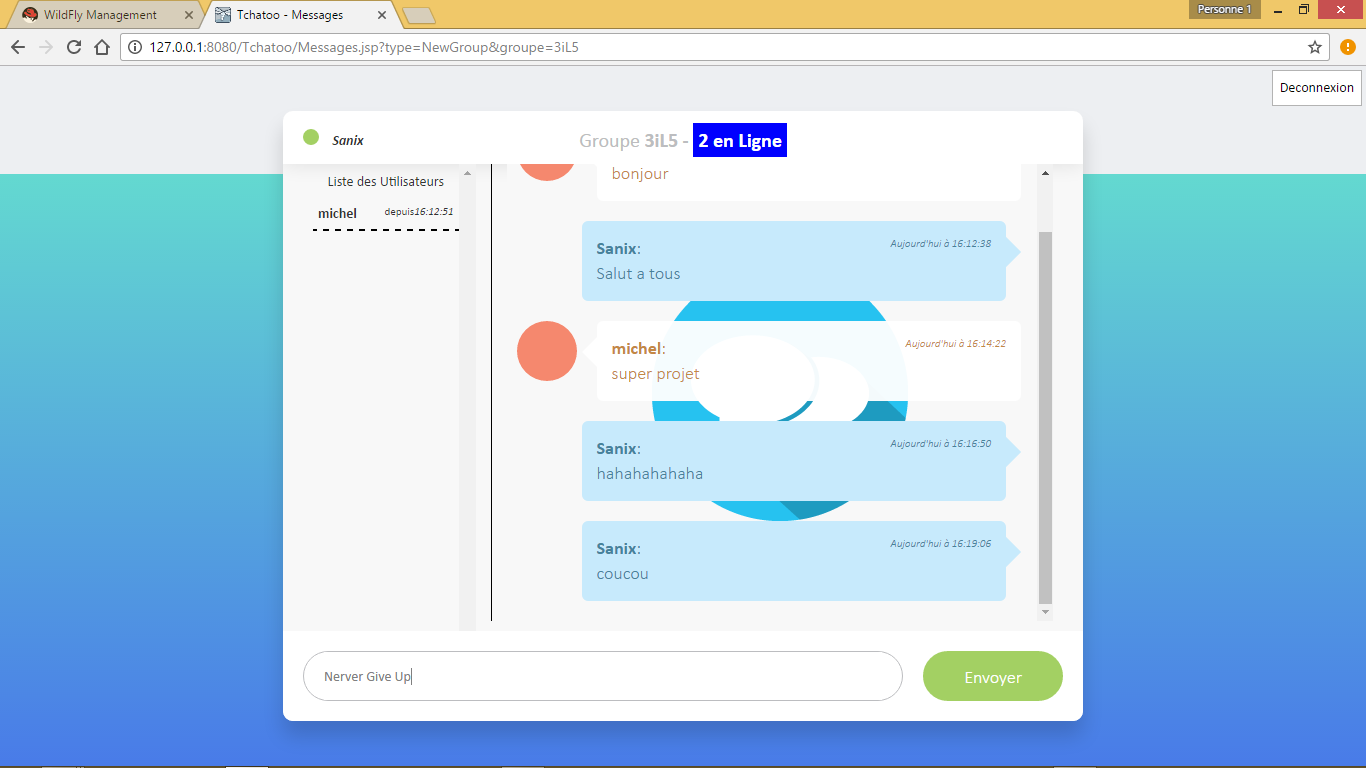 WildFly Management
Tchatoo - Messages
Personne 1
127.0.0.1:8080/Tchatoo/Messages.jsp?type=NewGroup&groupe=3iL5
Deconnexion
Sanix
Groupe 3iL5 - 2 en Ligne
Liste des Utilisateurs
michel depuis16:12:51
bonjour
Sanix: Aujourd'hui à 16:12:38
Salut a tous
michel: Aujourd'hui à 16:14:22
super projet
Sanix: Aujourd'hui à 16:16:50
hahahahahaha
Sanix: Aujourd'hui à 16:19:06
coucou
Nerver Give Up
Envoyer